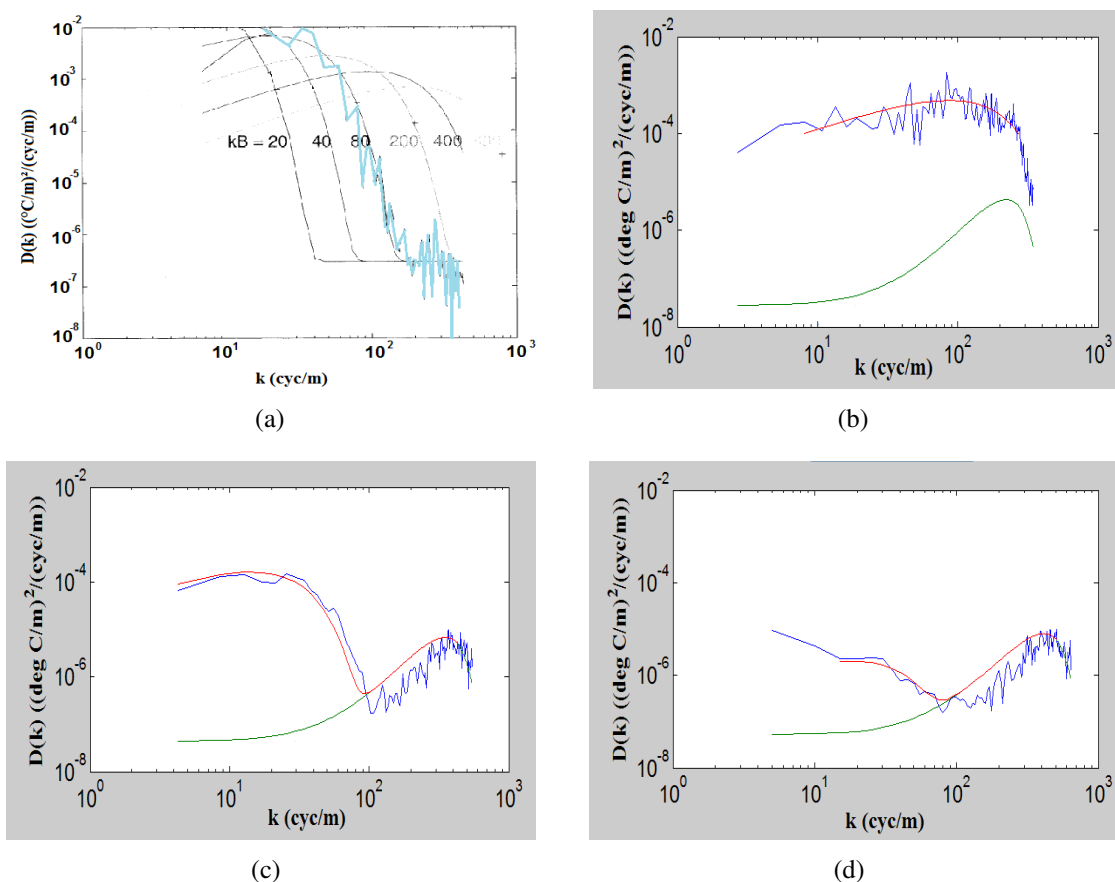 10⁻²
10⁻³
10⁻⁴
10⁻⁵
10⁻⁶
10⁻⁷
10⁻⁸
D(k) ((°C/m)²/(cyc/m))
kB = 20 40 80 200 400
10⁰ 10¹ 10² 10³
k (cyc/m)
(a)
10⁻²
10⁻⁴
10⁻⁶
10⁻⁸
D(k) ((deg C/m)²/(cyc/m))
10⁰ 10¹ 10² 10³
k (cyc/m)
(b)
10⁻²
10⁻⁴
10⁻⁶
10⁻⁸
D(k) ((deg C/m)²/(cyc/m))
10⁰ 10¹ 10² 10³
k (cyc/m)
(c)
10⁻²
10⁻⁴
10⁻⁶
10⁻⁸
D(k) ((deg C/m)²/(cyc/m))
10⁰ 10¹ 10² 10³
k (cyc/m)
(d)